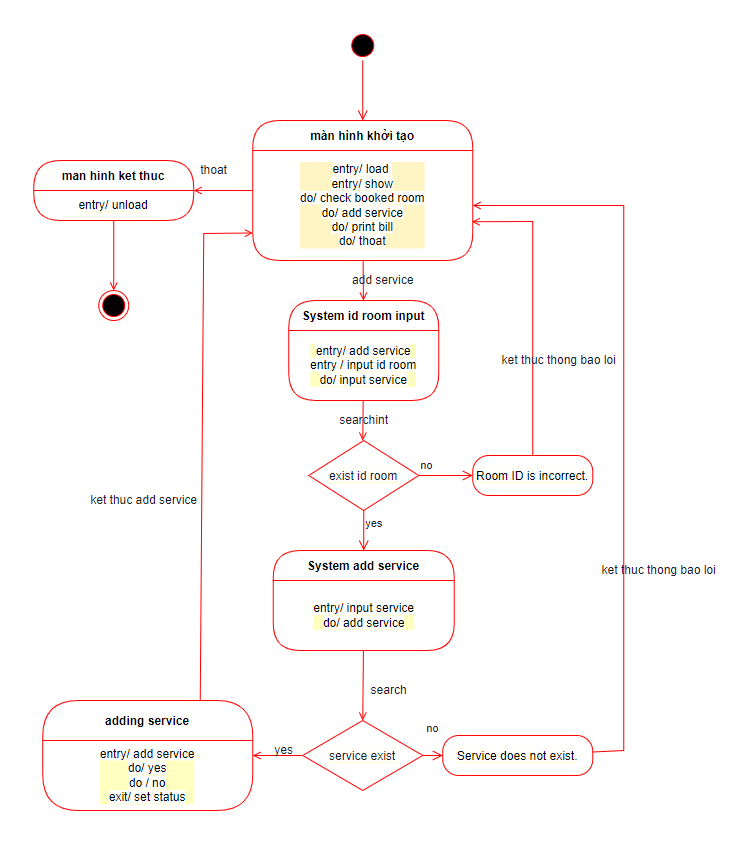 màn hình khởi tạo
entry/ load
entry/ show
do/ check booked room
do/ add service
do/ print bill
do/ thoat
thoat
man hinh ket thuc
entry/ unload
add service
System id room input
entry/ add service
entry / input id room
do/ input service
searchint
exist id room
no
Room ID is incorrect.
ket thuc thong bao loi
yes
System add service
entry/ input service
do/ add service
search
service exist
no
Service does not exist.
ket thuc thong bao loi
yes
adding service
entry/ add service
do/ yes
do / no
exit/ set status
ket thuc add service